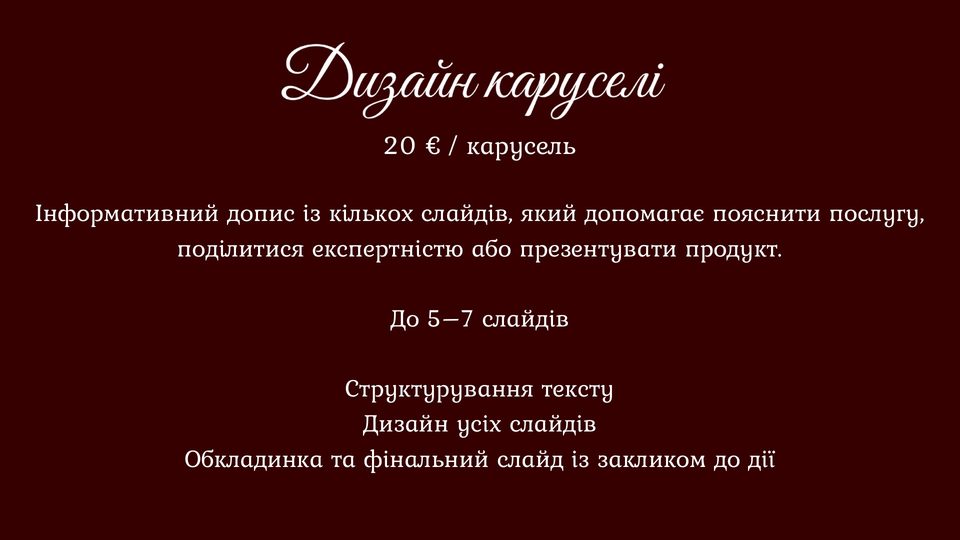 Дизайн каруселі
20 € / карусель
Інформативний допис із кількох слайдів, який допомагає пояснити послугу,
поділитися експертністю або презентувати продукт.
До 5–7 слайдів
Структурування тексту
Дизайн усіх слайдів
Обкладинка та фінальний слайд із закликом до дії